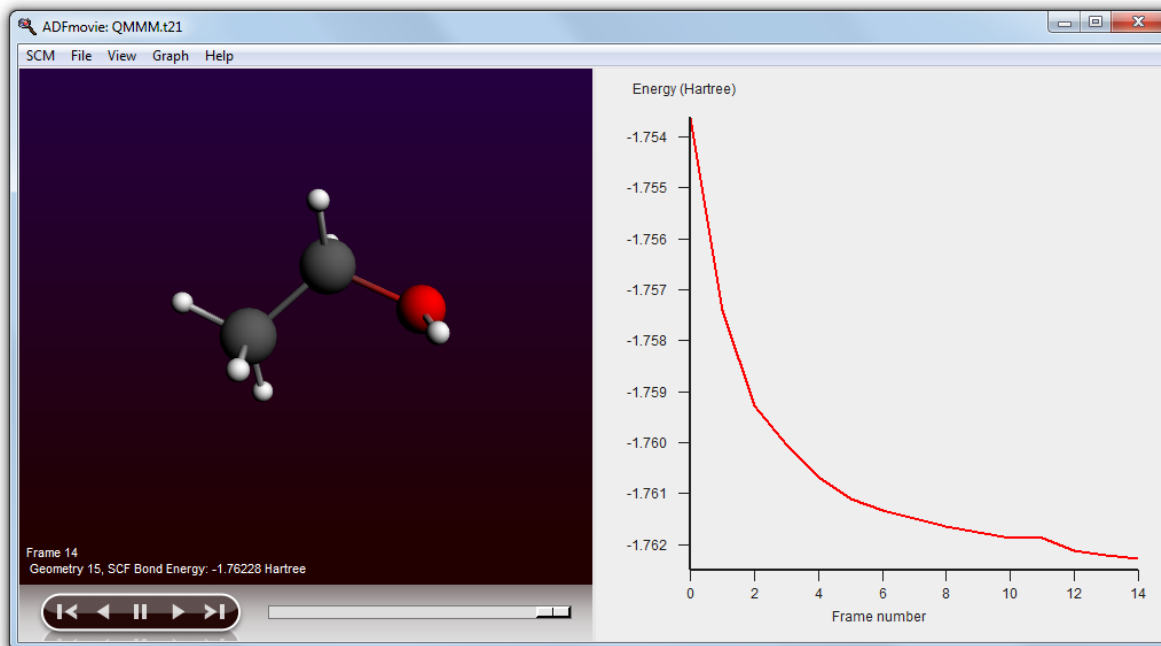 ADFmovie: QMMM.t21
SCM File View Graph Help
Frame 14
Geometry 15, SCF Bond Energy: -1.76228 Hartree
Energy (Hartree)
-1.754
-1.755
-1.756
-1.757
-1.758
-1.759
-1.760
-1.761
-1.762
0 2 4 6 8 10 12 14
Frame number